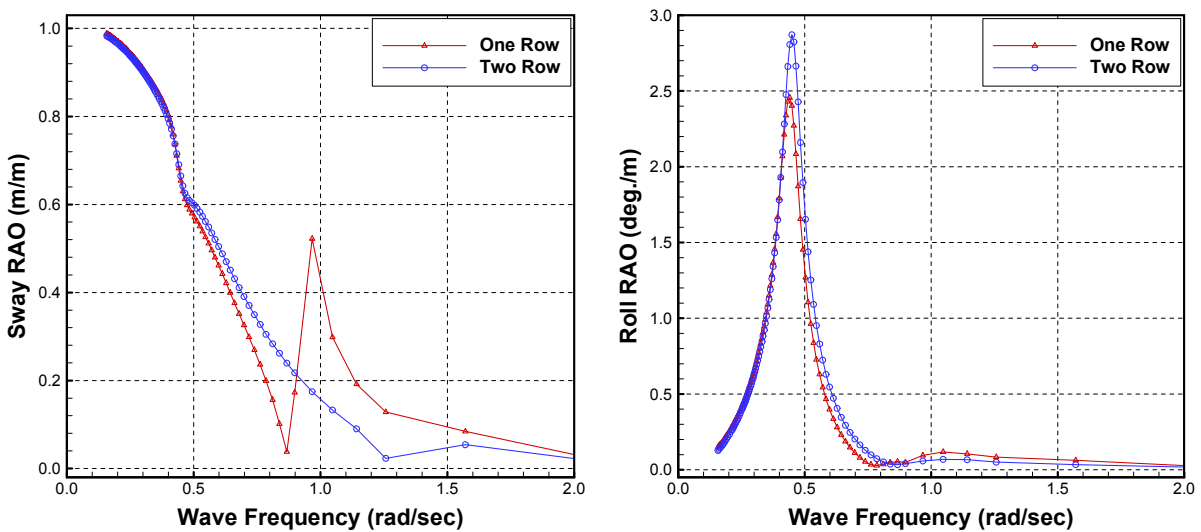 Sway RAO (m/m)
1.0
0.8
0.6
0.4
0.2
0.0
0.0
0.5
1.0
1.5
2.0
Wave Frequency (rad/sec)
One Row
Two Row
Roll RAO (deg./m)
3.0
2.5
2.0
1.5
1.0
0.5
0.0
0.0
0.5
1.0
1.5
2.0
Wave Frequency (rad/sec)
One Row
Two Row